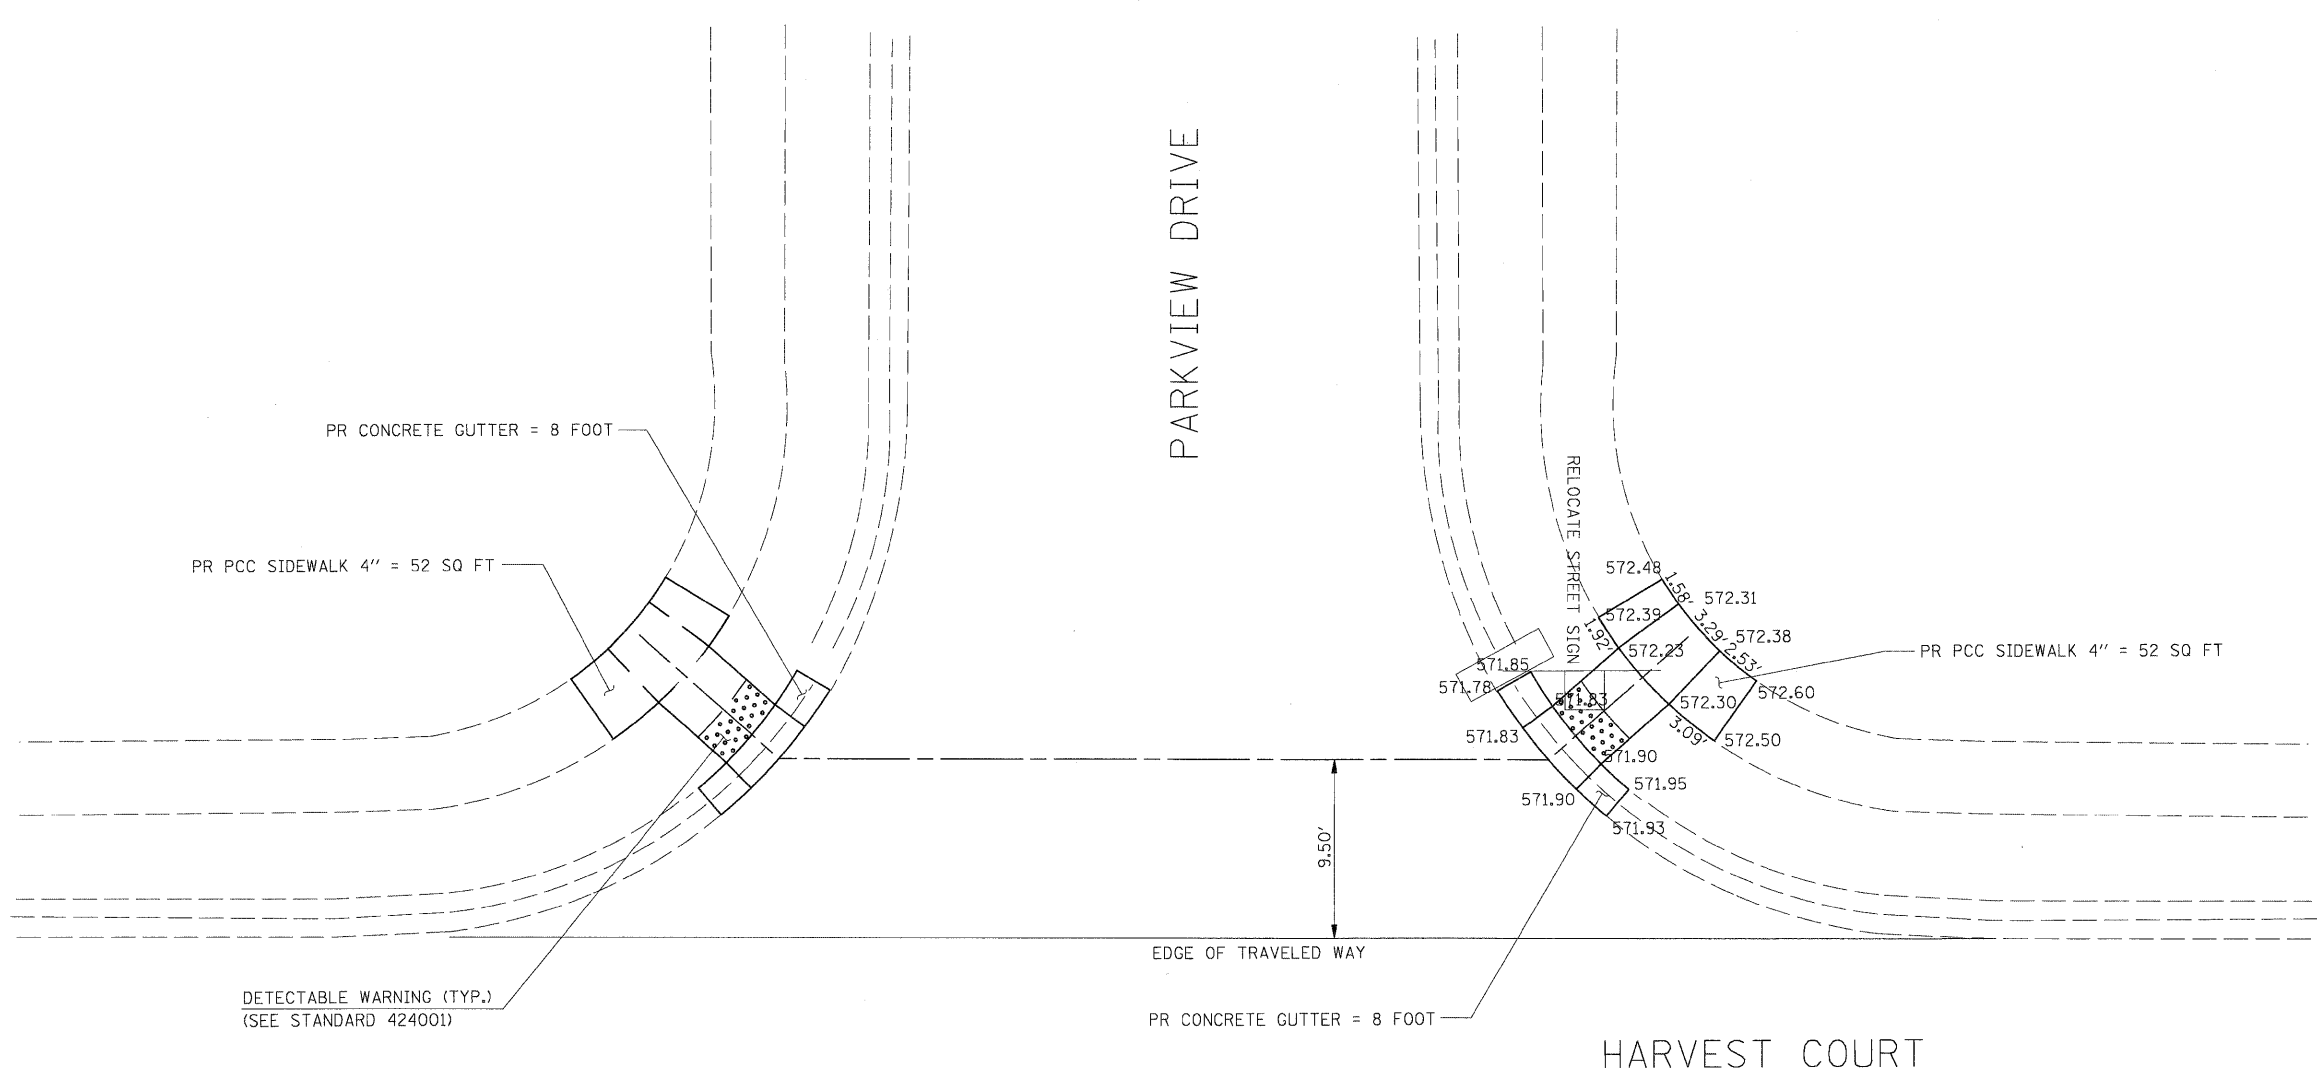 PARKVIEW DRIVE
PR CONCRETE GUTTER = 8 FOOT
PR PCC SIDEWALK 4" = 52 SQ FT
RELOCATE STREET SIGN
572.48
1.58'
572.31
572.39
3.29'
1.92'
572.38
572.23
2.53'
PR PCC SIDEWALK 4" = 52 SQ FT
571.85
571.78
572.60
571.83
572.30
3.09'
571.83
572.50
571.90
571.95
571.90
571.93
9.50'
EDGE OF TRAVELED WAY
DETECTABLE WARNING (TYP.)
(SEE STANDARD 424001)
PR CONCRETE GUTTER = 8 FOOT
HARVEST COURT